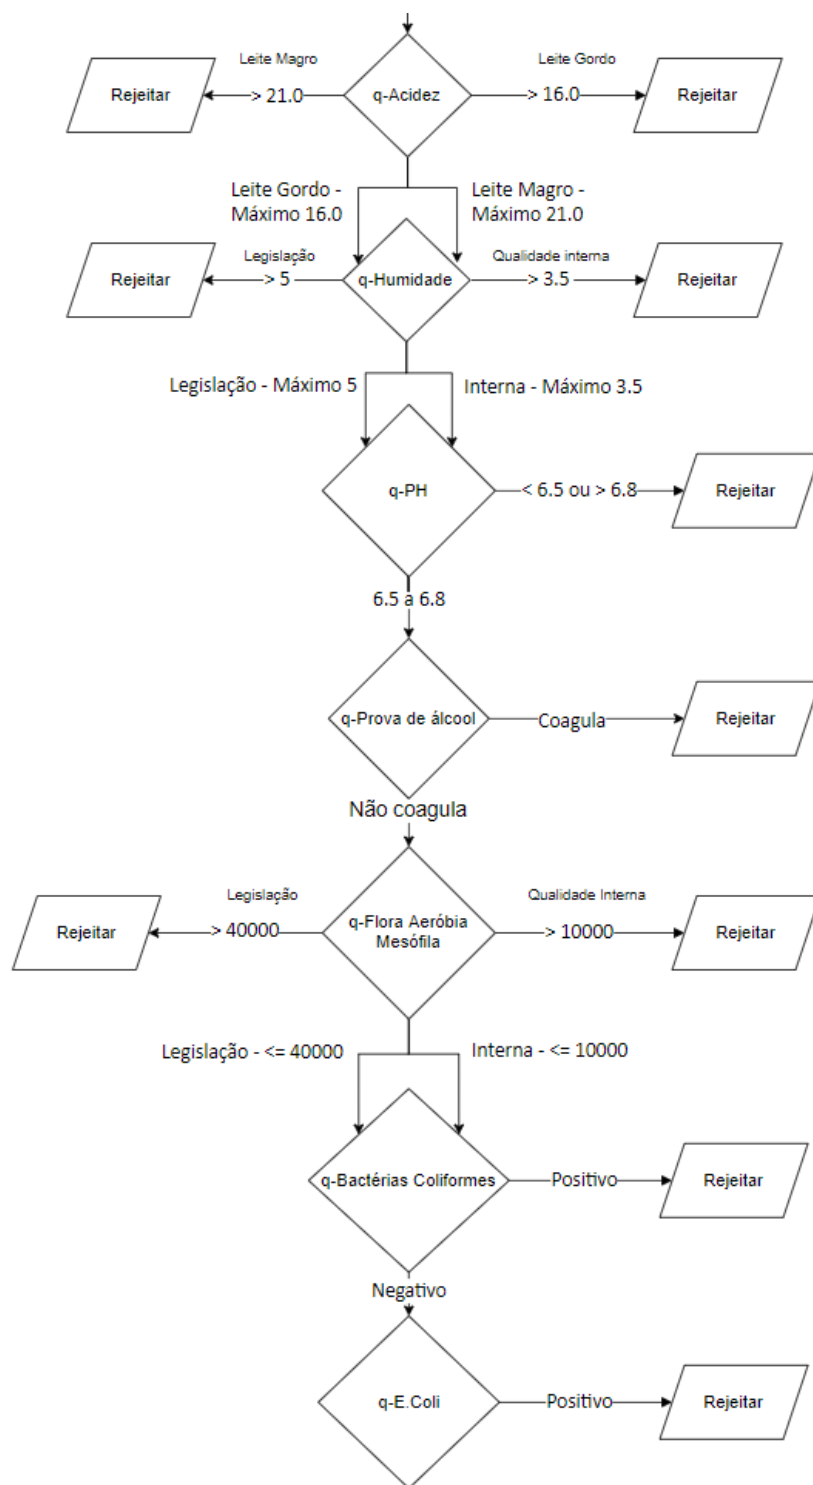 Leite Magro
Leite Gordo
Rejeitar
> 21.0
q-Acidez
> 16.0
Rejeitar
Leite Gordo -
Máximo 16.0
Leite Magro -
Máximo 21.0
Legislação
Qualidade interna
Rejeitar
> 5
q-Humidade
> 3.5
Rejeitar
Legislação - Máximo 5
Interna - Máximo 3.5
q-PH
< 6.5 ou > 6.8
Rejeitar
6.5 a 6.8
q-Prova de álcool
Coagula
Rejeitar
Não coagula
Legislação
Qualidade Interna
Rejeitar
> 40000
q-Flora Aeróbia
Mesófila
> 10000
Rejeitar
Legislação - <= 40000
Interna - <= 10000
q-Bactérias Coliformes
Positivo
Rejeitar
Negativo
q-E.Coli
Positivo
Rejeitar